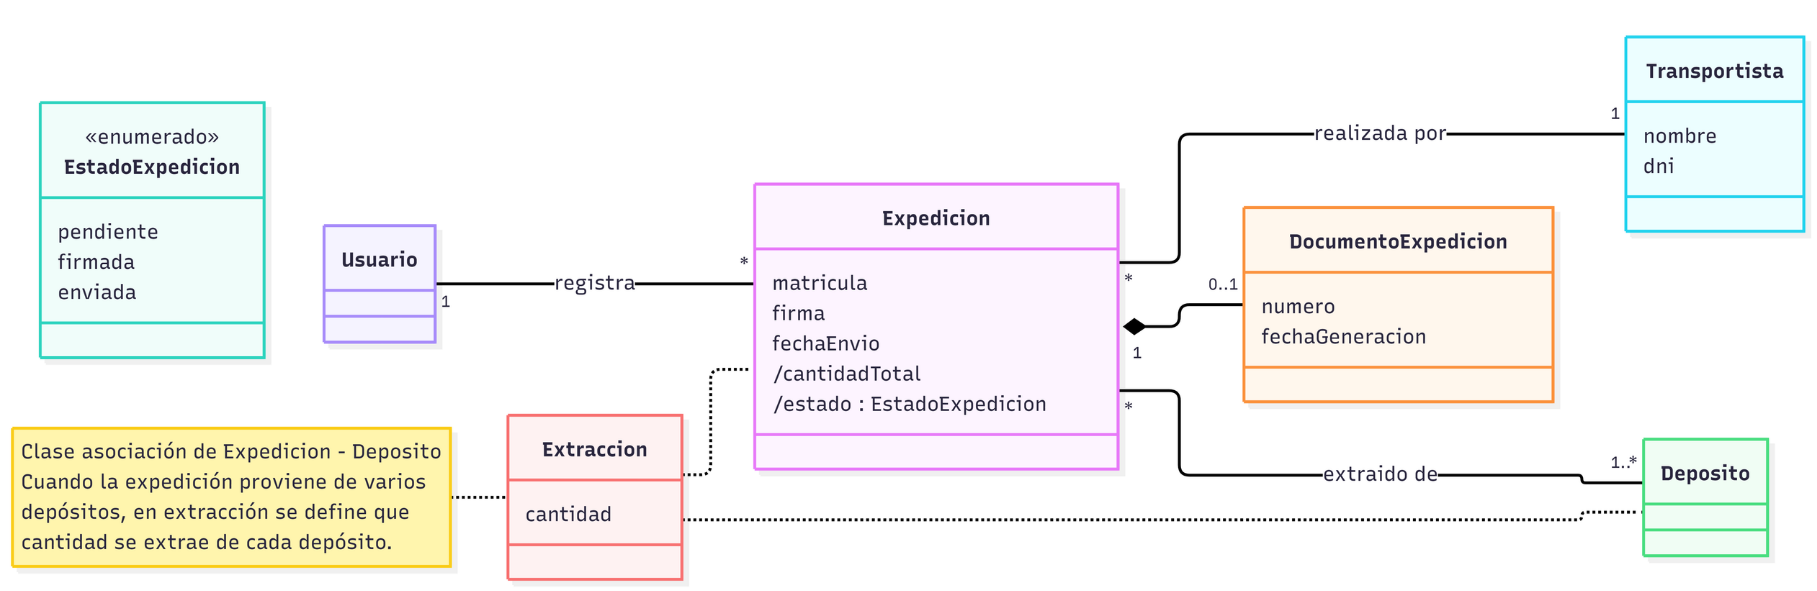 «enumerado»
EstadoExpedicion
pendiente
firmada
enviada
Usuario
1
registra
*
Expedicion
matricula
firma
fechaEnvio
/cantidadTotal
/estado : EstadoExpedicion
*
realizada por
1
Transportista
nombre
dni
1
0..1
DocumentoExpedicion
numero
fechaGeneracion
*
extraido de
1..*
Deposito
Extraccion
cantidad
Clase asociación de Expedicion - Deposito
Cuando la expedición proviene de varios
depósitos, en extracción se define que
cantidad se extrae de cada depósito.